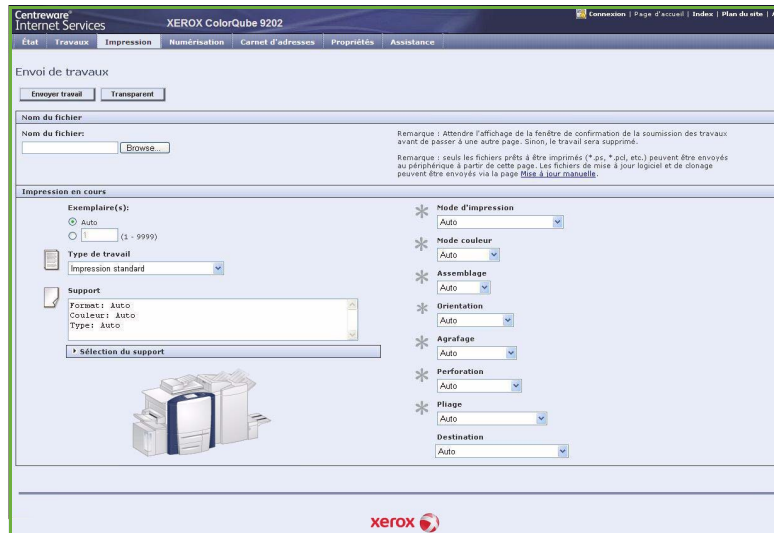 Centreware®
Internet Services
XEROX ColorQube 9202
Connexion | Page d'accueil | Index | Plan du site |
État Travaux Impression Numérisation Carnet d'adresses Propriétés Assistance
Envoi de travaux
Envoyer travail Transparent
Nom du fichier
Nom du fichier:
Browse...
Remarque : Attendre l'affichage de la fenêtre de confirmation de la soumission des travaux
avant de passer à une autre page. Sinon, le travail sera supprimé.
Remarque : seuls les fichiers prêts à être imprimés (*.ps, *.pcl, etc.) peuvent être envoyés
au périphérique à partir de cette page. Les fichiers de mise à jour logiciel et de clonage
peuvent être envoyés via la page Mise à jour manuelle.
Impression en cours
Exemplaire(s):
Auto
1 (1 - 9999)
Type de travail
Impression standard
Support
Format: Auto
Couleur: Auto
Type: Auto
Sélection du support
Mode d'impression
Auto
Mode couleur
Auto
Assemblage
Auto
Orientation
Auto
Agrafage
Auto
Perforation
Auto
Pliage
Auto
Destination
Auto
xerox